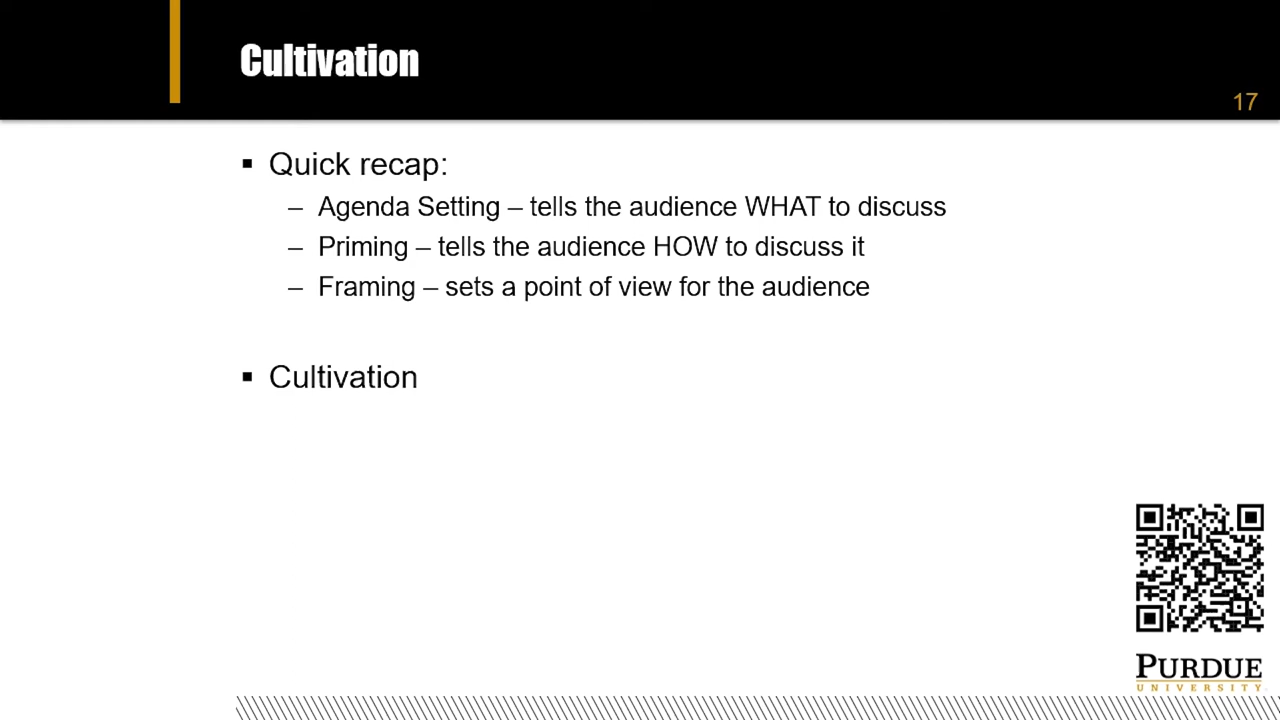 Cultivation
17
▪ Quick recap:
– Agenda Setting – tells the audience WHAT to discuss
– Priming – tells the audience HOW to discuss it
– Framing – sets a point of view for the audience
▪ Cultivation
PURDUE
UNIVERSITY